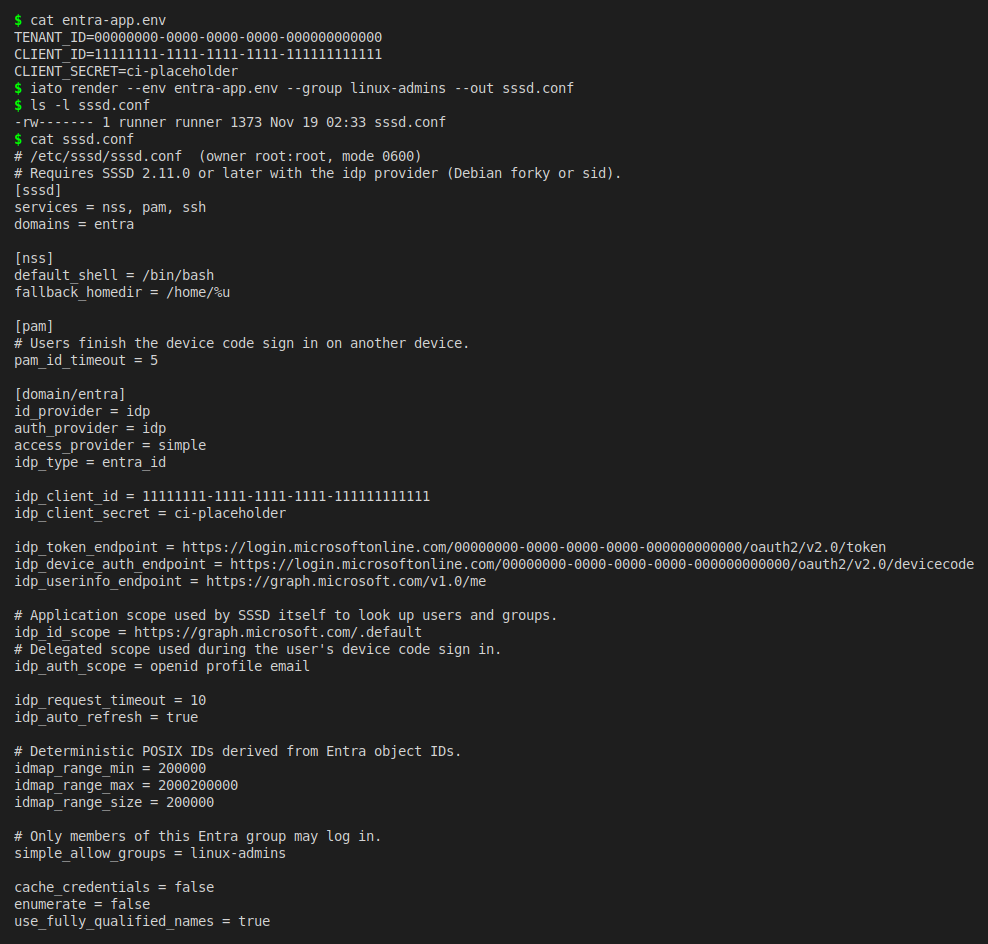 $ cat entra-app.env
TENANT_ID=00000000-0000-0000-0000-000000000000
CLIENT_ID=11111111-1111-1111-1111-111111111111
CLIENT_SECRET=ci-placeholder
$ iato render --env entra-app.env --group linux-admins --out sssd.conf
$ ls -l sssd.conf
-rw------- 1 runner runner 1373 Nov 19 02:33 sssd.conf
$ cat sssd.conf
# /etc/sssd/sssd.conf  (owner root:root, mode 0600)
# Requires SSSD 2.11.0 or later with the idp provider (Debian forky or sid).
[sssd]
services = nss, pam, ssh
domains = entra

[nss]
default_shell = /bin/bash
fallback_homedir = /home/%u

[pam]
# Users finish the device code sign in on another device.
pam_id_timeout = 5

[domain/entra]
id_provider = idp
auth_provider = idp
access_provider = simple
idp_type = entra_id

idp_client_id = 11111111-1111-1111-1111-111111111111
idp_client_secret = ci-placeholder

idp_token_endpoint = https://login.microsoftonline.com/00000000-0000-0000-0000-000000000000/oauth2/v2.0/token
idp_device_auth_endpoint = https://login.microsoftonline.com/00000000-0000-0000-0000-000000000000/oauth2/v2.0/devicecode
idp_userinfo_endpoint = https://graph.microsoft.com/v1.0/me

# Application scope used by SSSD itself to look up users and groups.
idp_id_scope = https://graph.microsoft.com/.default
# Delegated scope used during the user's device code sign in.
idp_auth_scope = openid profile email

idp_request_timeout = 10
idp_auto_refresh = true

# Deterministic POSIX IDs derived from Entra object IDs.
idmap_range_min = 200000
idmap_range_max = 2000200000
idmap_range_size = 200000

# Only members of this Entra group may log in.
simple_allow_groups = linux-admins

cache_credentials = false
enumerate = false
use_fully_qualified_names = true